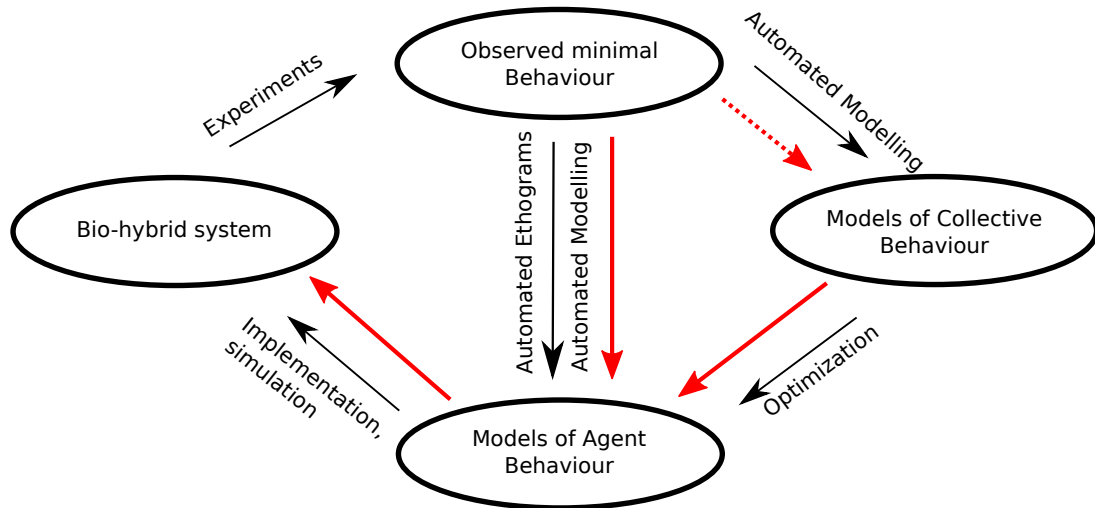 Observed minimal
Behaviour
Automated Modelling
Experiments
Bio-hybrid system
Automated Ethograms
Automated Modelling
Models of Collective
Behaviour
Implementation,
simulation
Optimization
Models of Agent
Behaviour